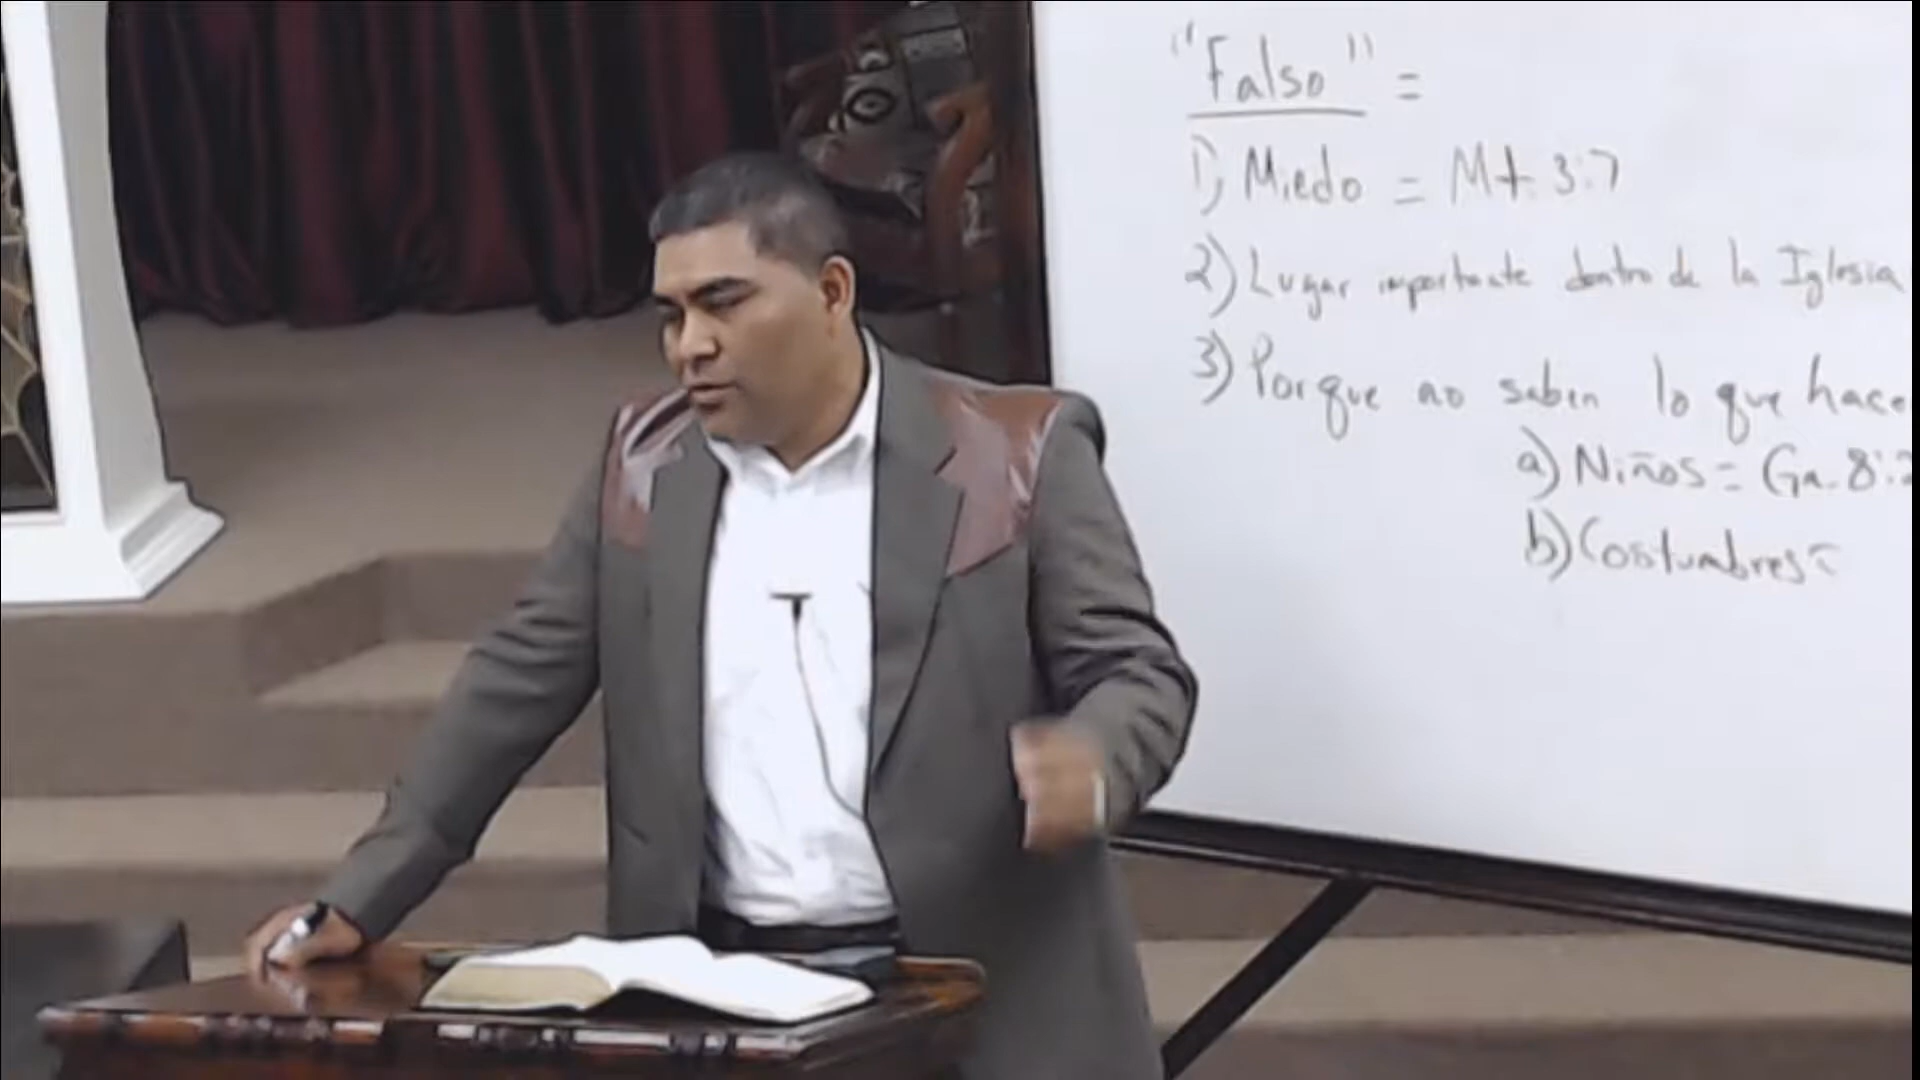 "Falso" =
1) Miedo = Mt. 3:7
2) Lugar importante dentro de la Iglesia
3) Porque no saben lo que hace
a) Niños = Ga. 8:2
b) Costumbres =